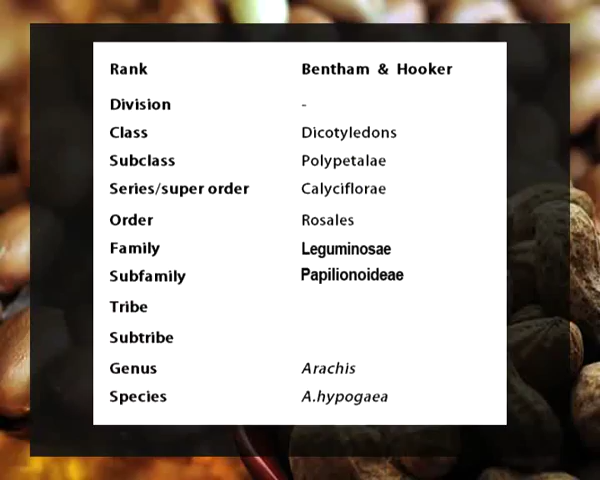 Rank Bentham & Hooker
Division -
Class Dicotyledons
Subclass Polypetalae
Series/super order Calyciflorae
Order Rosales
Family Leguminosae
Subfamily Papilionoideae
Tribe
Subtribe
Genus Arachis
Species A.hypogaea